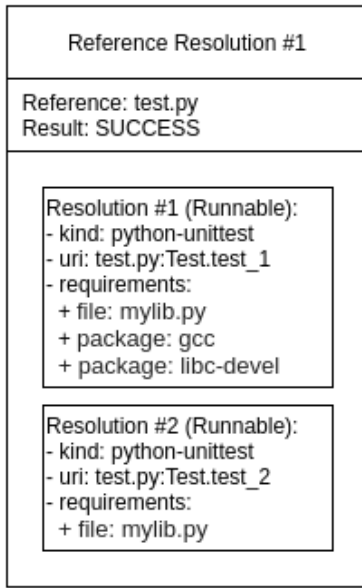 Reference Resolution #1
Reference: test.py
Result: SUCCESS
Resolution #1 (Runnable):
- kind: python-unittest
- uri: test.py:Test.test_1
- requirements:
+ file: mylib.py
+ package: gcc
+ package: libc-devel
Resolution #2 (Runnable):
- kind: python-unittest
- uri: test.py:Test.test_2
- requirements:
+ file: mylib.py